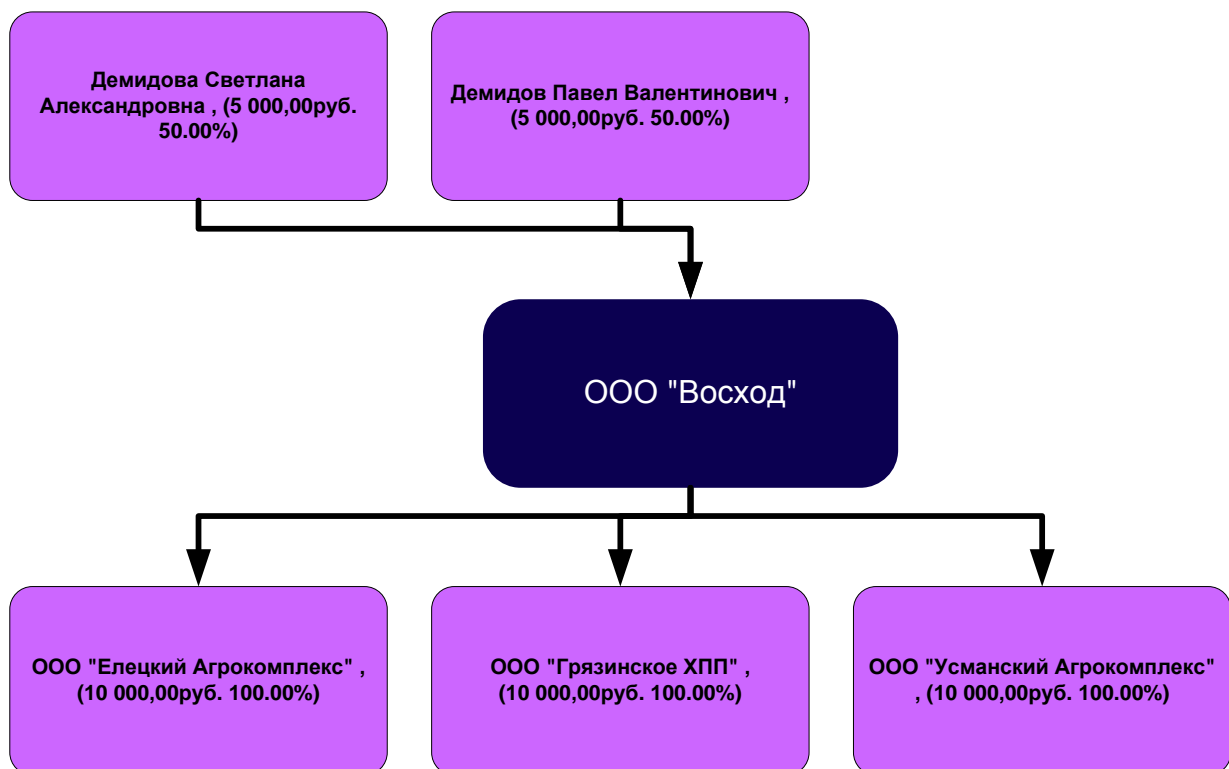 Демидова Светлана
Александровна , (5 000,00руб.
50.00%)
Демидов Павел Валентинович ,
(5 000,00руб. 50.00%)
ООО "Восход"
ООО "Елецкий Агрокомплекс" ,
(10 000,00руб. 100.00%)
ООО "Грязинское ХПП" ,
(10 000,00руб. 100.00%)
ООО "Усманский Агрокомплекс"
, (10 000,00руб. 100.00%)